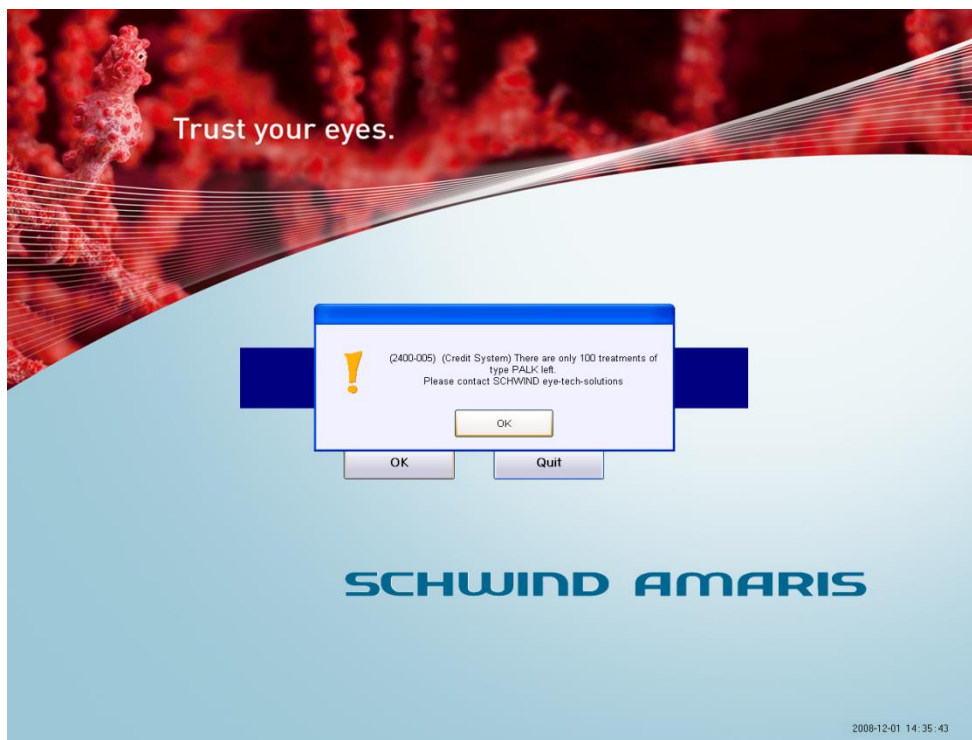 Trust your eyes.
(2400-005) (Credit System) There are only 100 treatments of
type PALK left.
Please contact SCHWIND eye-tech-solutions
OK
OK
Quit
SCHWIND AMARIS
2008-12-01 14:35:43